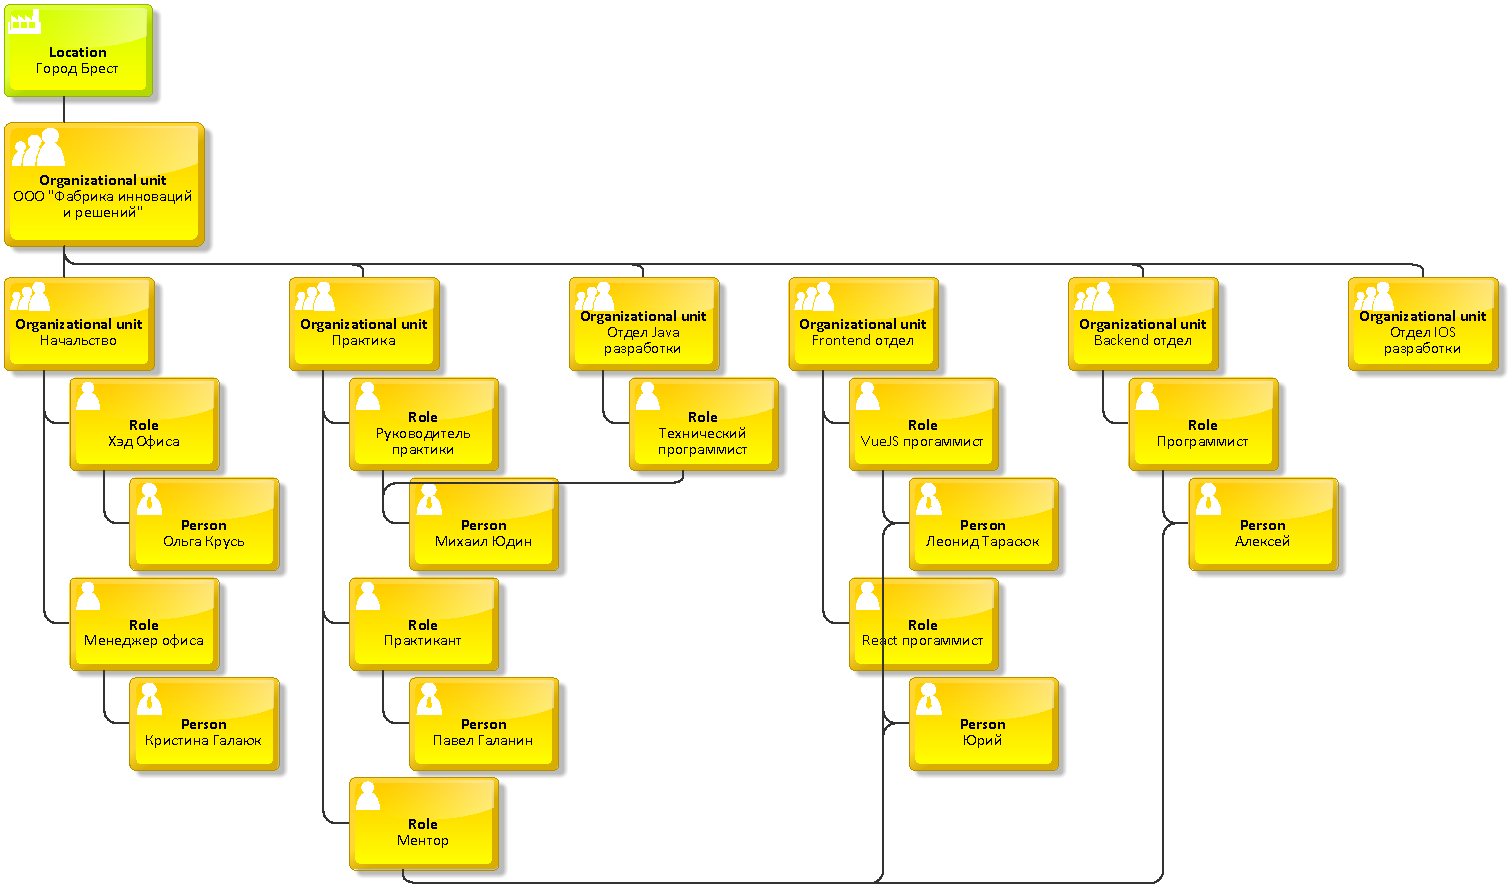 Location
Город Брест
Organizational unit
ООО "Фабрика инноваций
и решений"
Organizational unit
Начальство
Organizational unit
Практика
Organizational unit
Отдел Java
разработки
Organizational unit
Frontend отдел
Organizational unit
Backend отдел
Organizational unit
Отдел IOS
разработки
Role
Хэд Офиса
Role
Руководитель
практики
Role
Технический
программист
Role
VueJS прогаммист
Role
Программист
Person
Ольга Крусь
Person
Михаил Юдин
Person
Леонид Тарасюк
Person
Алексей
Role
Менеджер офиса
Role
Практикант
Role
React прогаммист
Person
Кристина Галаюк
Person
Павел Галанин
Person
Юрий
Role
Ментор